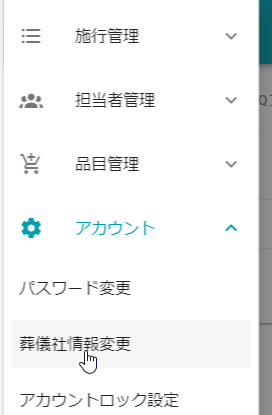 施行管理
担当者管理
品目管理
アカウント
パスワード変更
葬儀社情報変更
アカウントロック設定